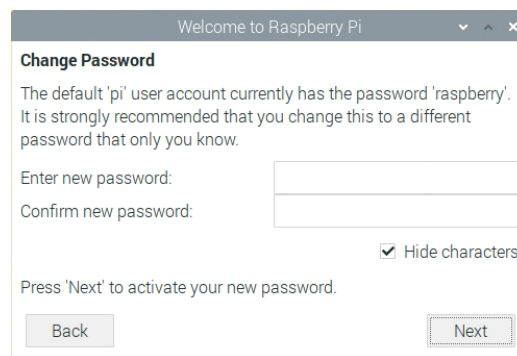 Welcome to Raspberry Pi
Change Password
The default 'pi' user account currently has the password 'raspberry'.
It is strongly recommended that you change this to a different
password that only you know.
Enter new password:
Confirm new password:
Hide characters
Press 'Next' to activate your new password.
Back Next